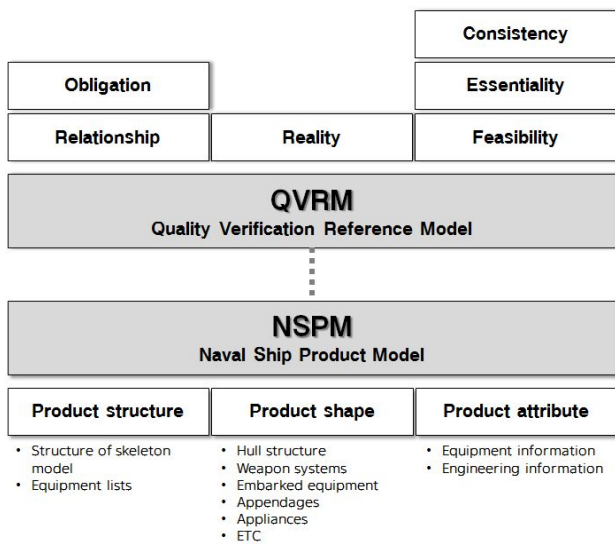 Consistency
Obligation
Essentiality
Relationship
Reality
Feasibility
QVRM
Quality Verification Reference Model
NSPM
Naval Ship Product Model
Product structure
Product shape
Product attribute
• Structure of skeleton
model
• Equipment lists
• Hull structure
• Weapon systems
• Embarked equipment
• Appendages
• Appliances
• ETC
• Equipment information
• Engineering information